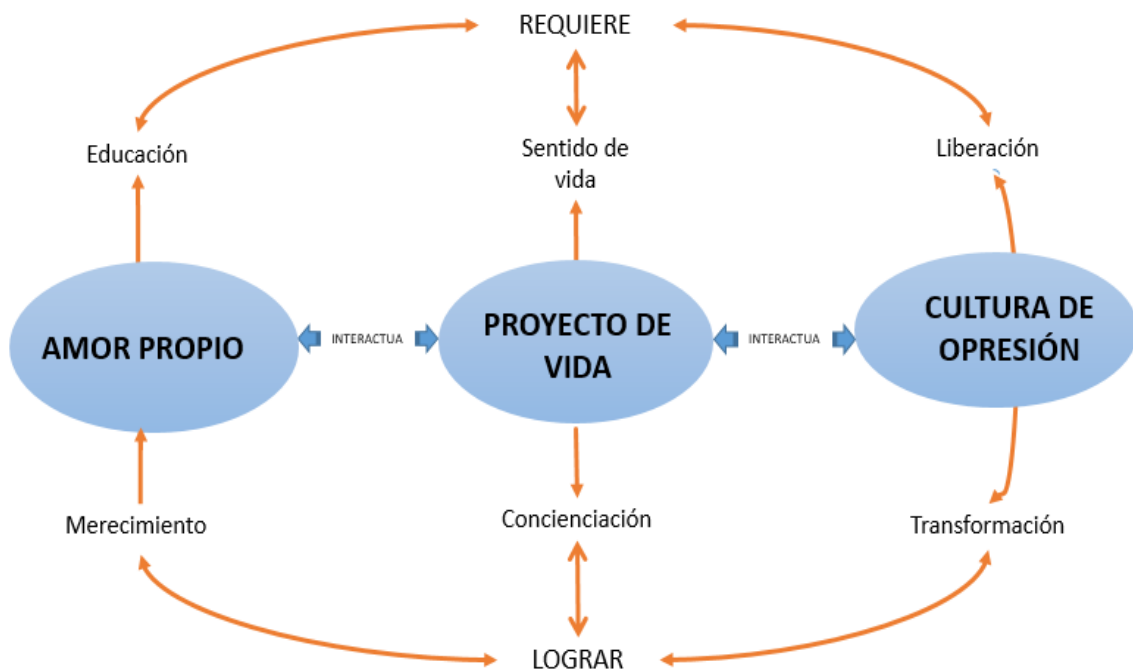 REQUIERE
Educación
Sentido de
vida
Liberación
AMOR PROPIO
INTERACTUA
PROYECTO DE
VIDA
INTERACTUA
CULTURA DE
OPRESIÓN
Merecimiento
Concienciación
Transformación
LOGRAR